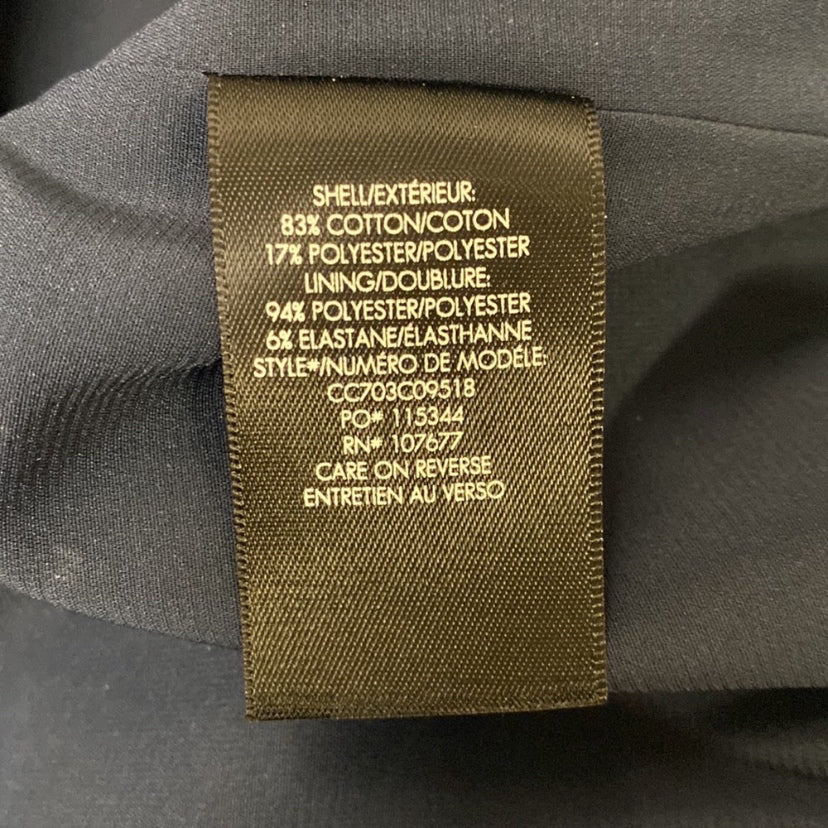 SHELL/EXTÉRIEUR:
83% COTTON/COTON
17% POLYESTER/POLYESTER
LINING/DOUBLURE:
94% POLYESTER/POLYESTER
6% ELASTANE/ÉLASTHANNE
STYLE#/NUMÉRO DE MODÈLE:
CC703C09518
PO# 115344
RN# 107677
CARE ON REVERSE
ENTRETIEN AU VERSO